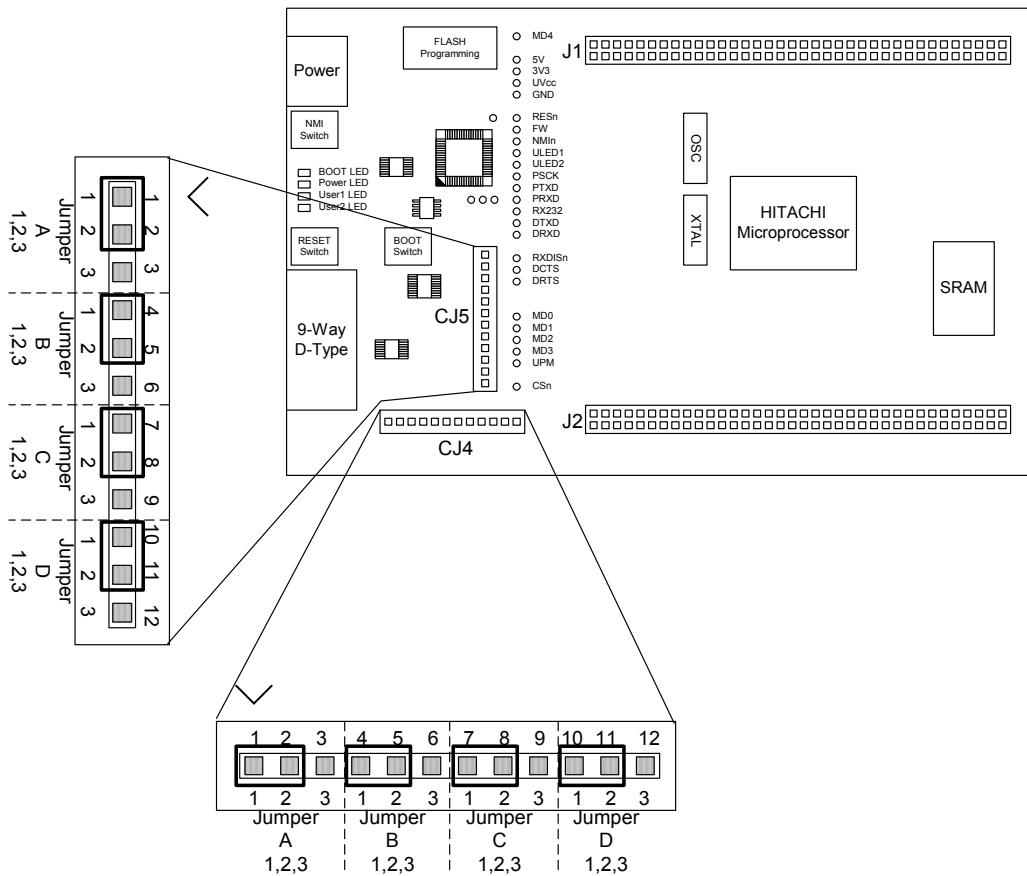 FLASH
Programming
Power
NMI
Switch
BOOT LED
Power LED
User1 LED
User2 LED
RESET
Switch
BOOT
Switch
9-Way
D-Type
CJ5
CJ4
MD4
5V
3V3
UVcc
GND
RESn
FW
NMIn
ULED1
ULED2
PSCK
PTXD
PRXD
RX232
DTXD
DRXD
RXDISn
DCTS
DRTS
MD0
MD1
MD2
MD3
UPM
CSn
J1
J2
OSC
XTAL
HITACHI
Microprocessor
SRAM
1 2 3 4 5 6 7 8 9 10 11 12
1 2 3 1 2 3 1 2 3 1 2 3
Jumper
A
1,2,3
Jumper
B
1,2,3
Jumper
C
1,2,3
Jumper
D
1,2,3
1 2 3 4 5 6 7 8 9 10 11 12
1 2 3 1 2 3 1 2 3 1 2 3
Jumper Jumper Jumper Jumper
A B C D
1,2,3 1,2,3 1,2,3 1,2,3